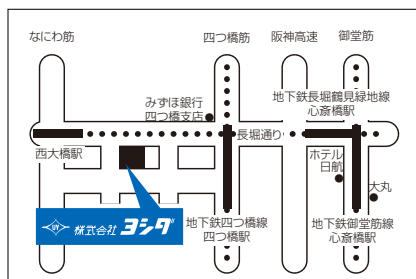 なにわ筋
四つ橋筋
阪神高速
御堂筋
みずほ銀行
四つ橋支店
地下鉄長堀鶴見緑地線
心斎橋駅
長堀通り
西大橋駅
ホテル
日航
大丸
UY 株式会社 ヨシダ
地下鉄四つ橋線
四つ橋駅
地下鉄御堂筋線
心斎橋駅